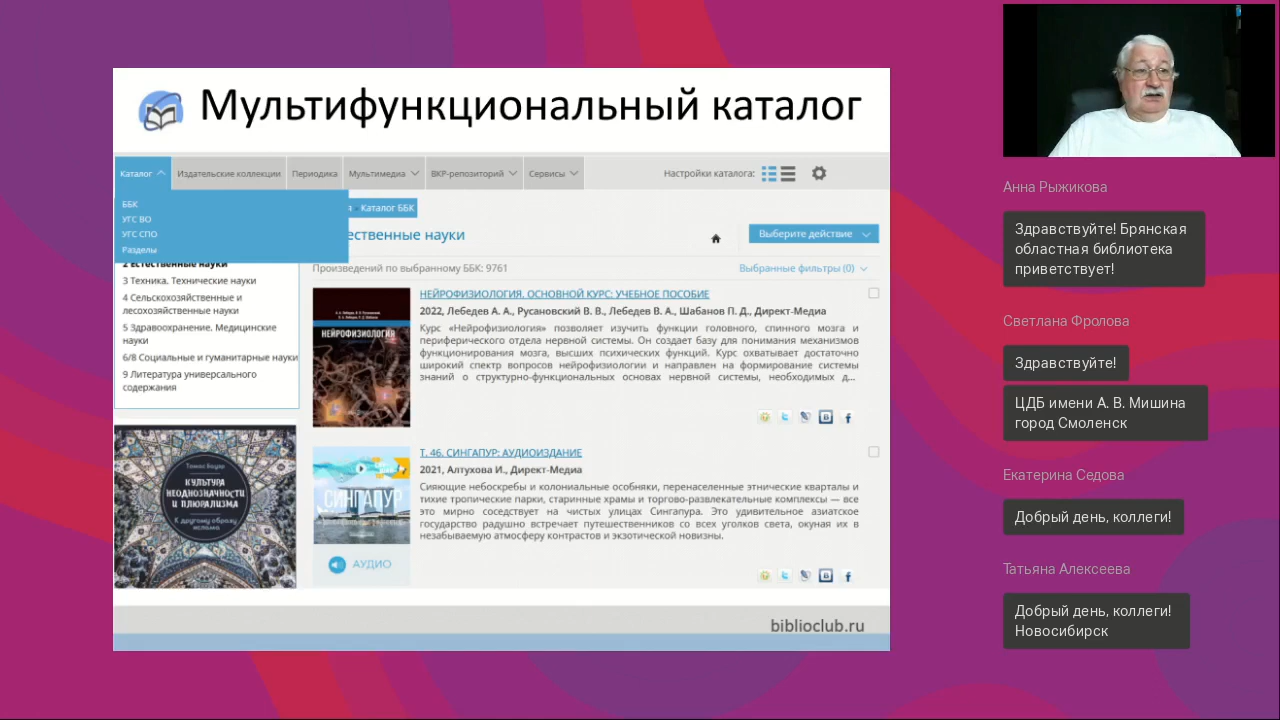 Мультифункциональный каталог
Каталог
Издательские коллекции
Периодика
Мультимедиа
ВКР-репозиторий
Сервисы
Настройки каталога:
ББК
УГС ВО
УГС СПО
Разделы
я » Каталог ББК
ественные науки
Выберите действие
Произведений по выбранному ББК: 9761
Выбранные фильтры (0)
2 Естественные науки
3 Техника. Технические науки
4 Сельскохозяйственные и
лесохозяйственные науки
5 Здравоохранение. Медицинские
науки
6/8 Социальные и гуманитарные науки
9 Литература универсального
содержания
НЕЙРОФИЗИОЛОГИЯ
НЕЙРОФИЗИОЛОГИЯ. ОСНОВНОЙ КУРС: УЧЕБНОЕ ПОСОБИЕ
2022, Лебедев А. А., Русановский В. В., Лебедев В. А., Шабанов П. Д., Директ-Медиа
Курс «Нейрофизиология» позволяет изучить функции головного, спинного мозга и
периферического отдела нервной системы. Он создает базу для понимания механизмов
функционирования мозга, высших психических функций. Курс охватывает достаточно
широкий спектр вопросов нейрофизиологии и направлен на формирование системы
знаний о структурно-функциональных основах нервной системы, необходимых д...
Томас Бауэр
КУЛЬТУРА
НЕОДНОЗНАЧНОСТИ
И ПЛЮРАЛИЗМА
К другому образу
ислама
СИНГАПУР
АУДИО
Т. 46. СИНГАПУР: АУДИОИЗДАНИЕ
2021, Алтухова И., Директ-Медиа
Сияющие небоскребы и колониальные особняки, перенаселенные этнические кварталы и
тихие тропические парки, старинные храмы и торгово-развлекательные комплексы — все
это мирно соседствует на чистых улицах Сингапура. Это удивительное азиатское
государство радушно встречает путешественников со всех уголков света, окуная их в
незабываемую атмосферу контрастов и экзотической новизны.
biblioclub.ru
Анна Рыжикова
Здравствуйте! Брянская
областная библиотека
приветствует!
Светлана Фролова
Здравствуйте!
ЦДБ имени А. В. Мишина
город Смоленск
Екатерина Седова
Добрый день, коллеги!
Татьяна Алексеева
Добрый день, коллеги!
Новосибирск